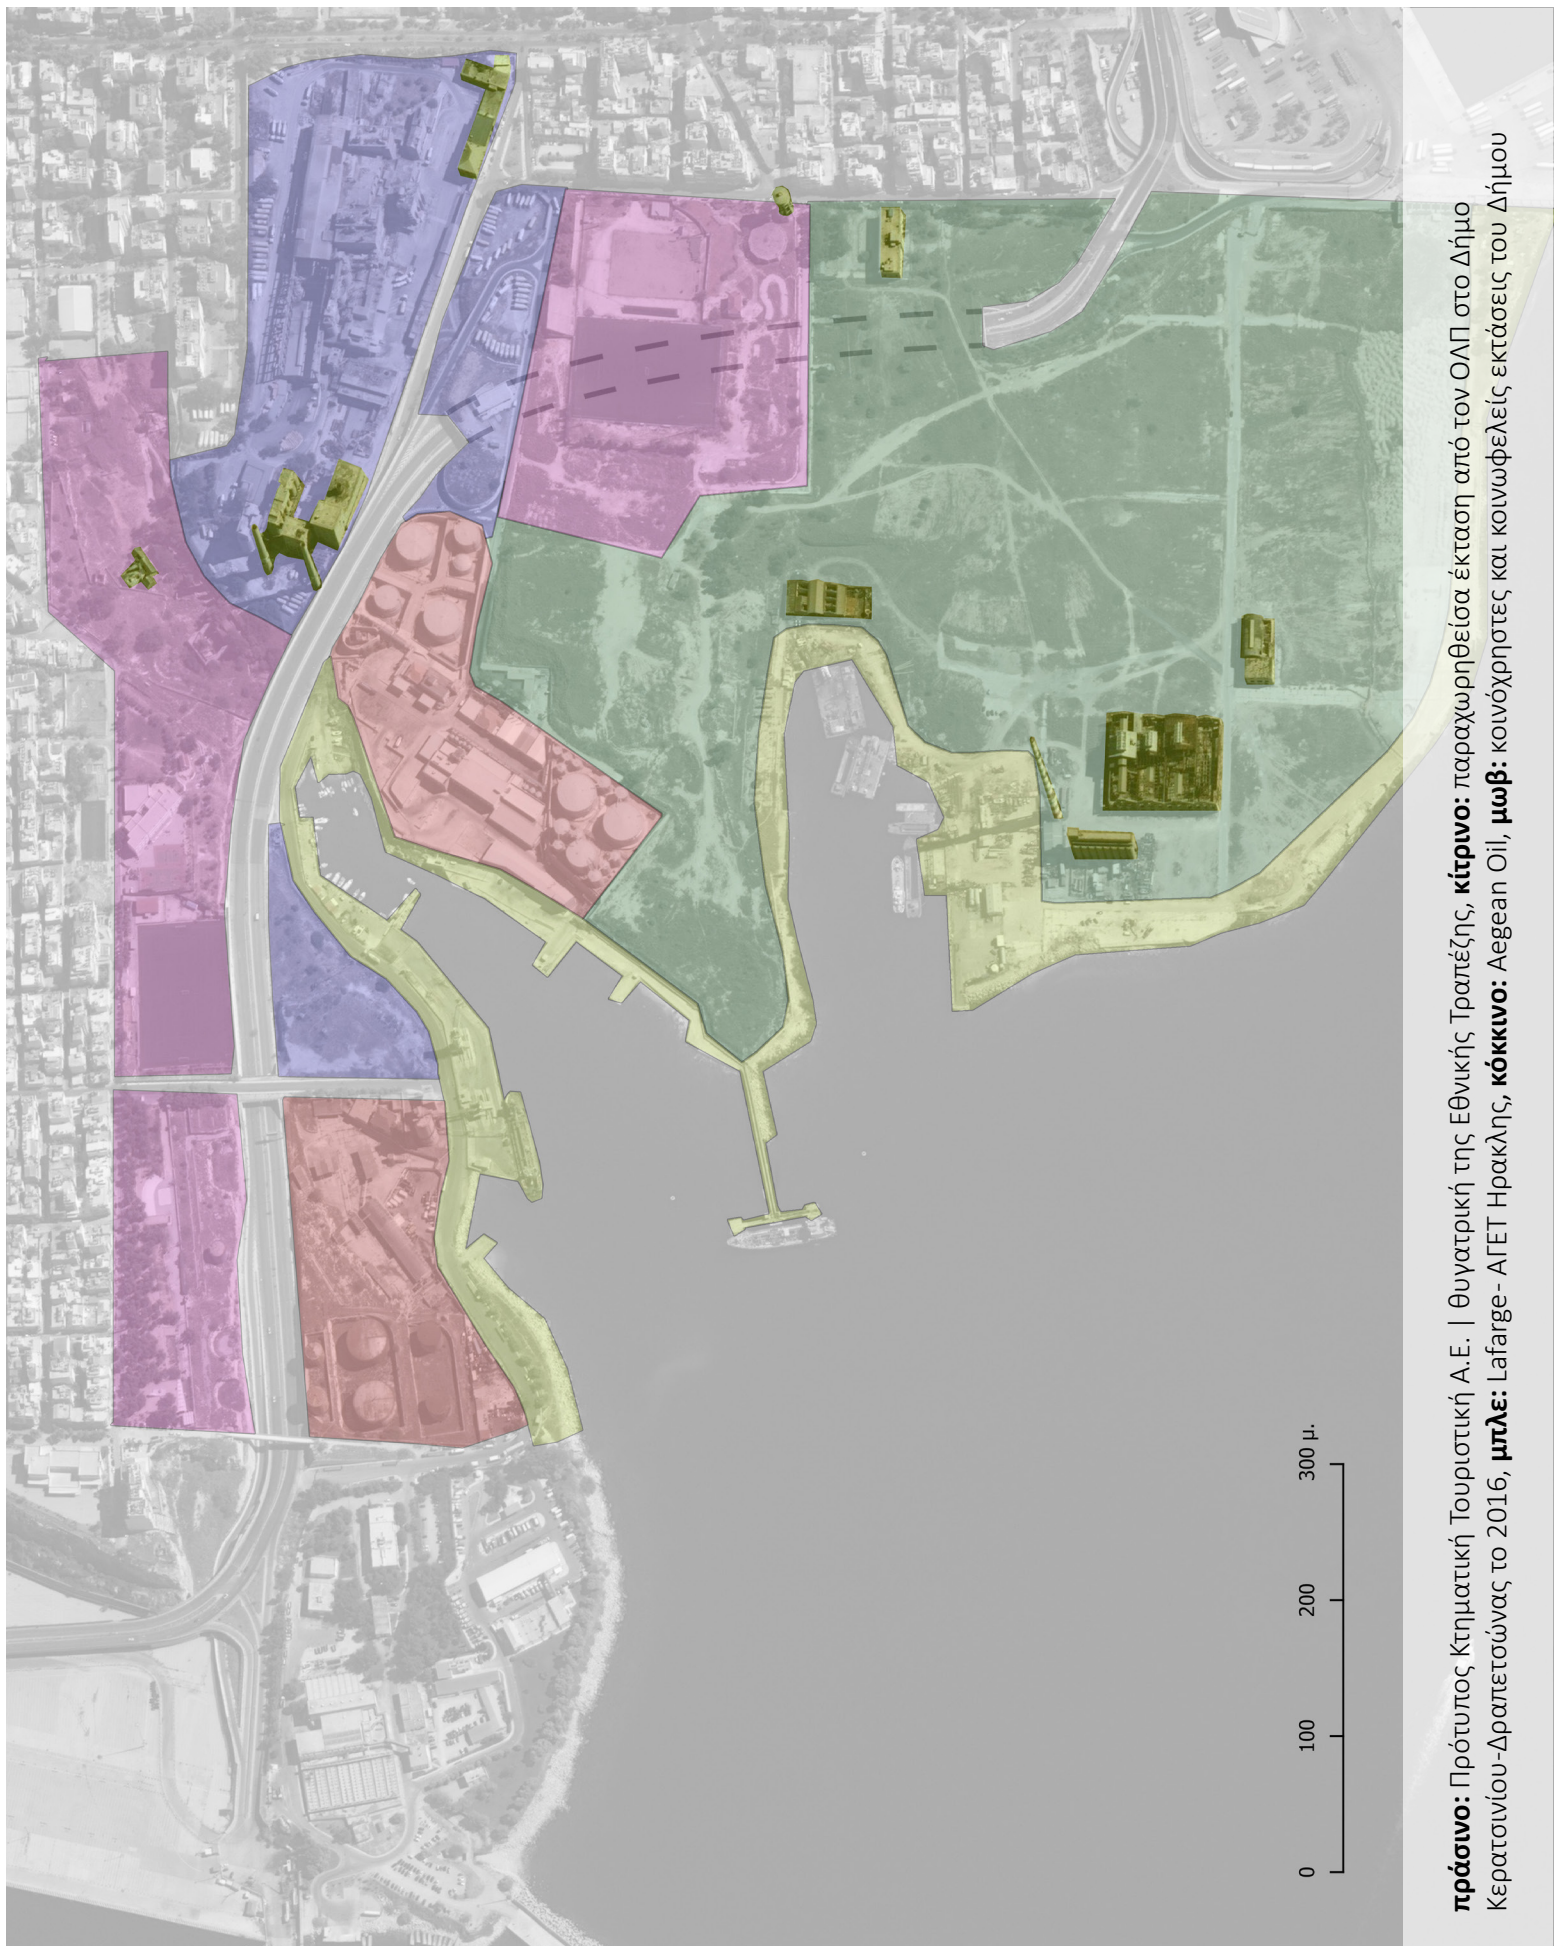 0 100 200 300 μ.
πράσινο: Πρότυπος Κτηματική Τουριστική Α.Ε. | θυγατρική της Εθνικής Τραπέζης, κίτρινο: παραχωρηθείσα έκταση από τον ΟΛΠ στο Δήμο
Κερατσινίου-Δραπετσώνας το 2016, μπλε: Lafarge- ΑΓΕΤ Ηρακλής, κόκκινο: Aegean Oil, μωβ: κοινόχρηστες και κοινωφελείς εκτάσεις του Δήμου